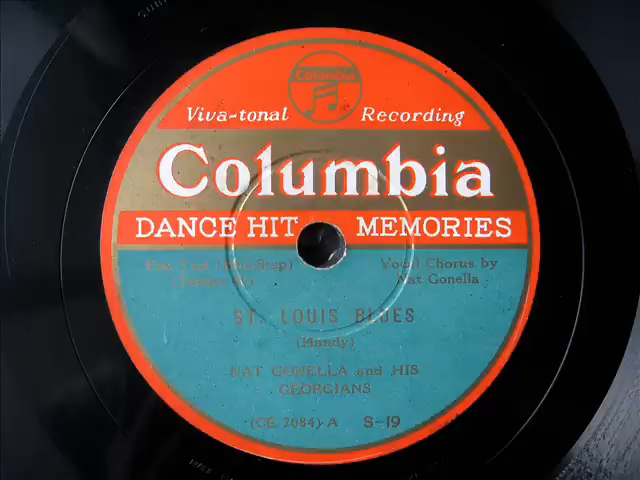 Columbia
Viva-tonal Recording
Columbia
DANCE HIT MEMORIES
Fox Trot
Vocal Chorus by
Nat Gonella
ST. LOUIS BLUES
(Handy)
NAT GONELLA and HIS
GEORGIANS
(CE. 7684) A S-19